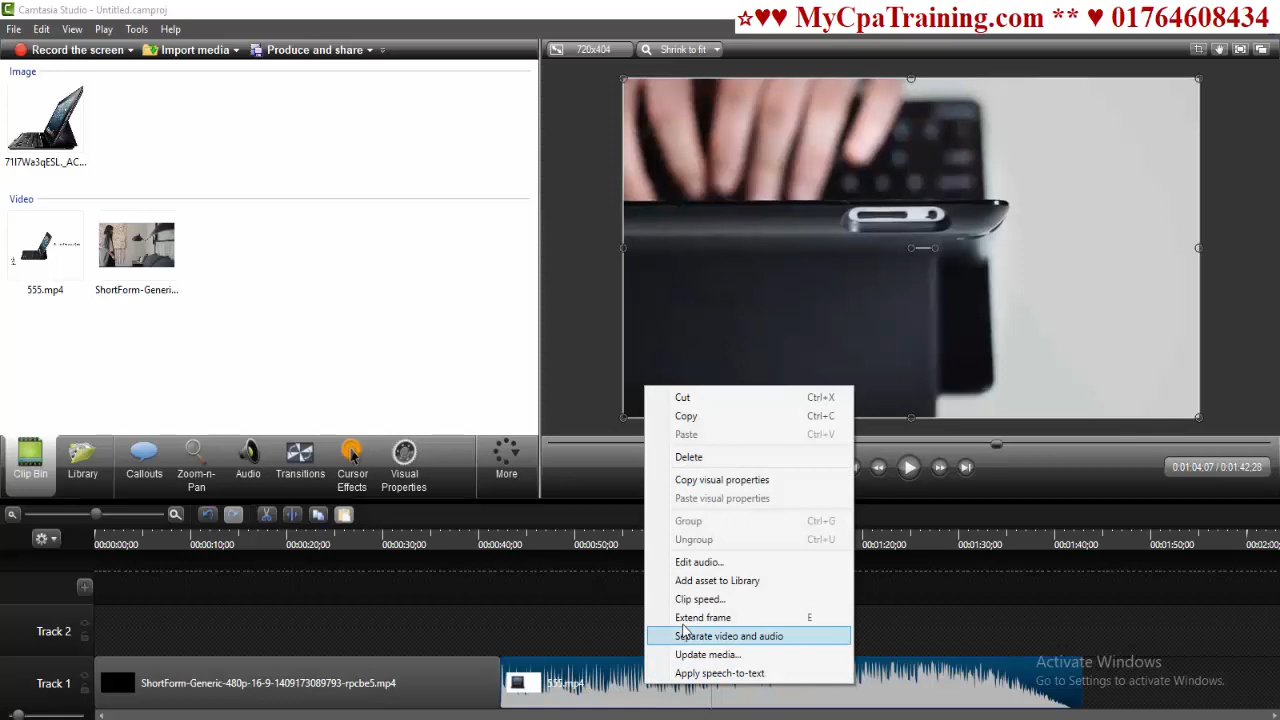 Camtasia Studio - Untitled.camproj
☆♥♥ MyCpaTraining.com ** ♥ 01764608434
File Edit View Play Tools Help
Record the screen Import media Produce and share
720x404 Shrink to fit
Image
71I7Wa3qESL._AC...
Video
555.mp4 ShortForm-Generi...
Cut Ctrl+X
Copy Ctrl+C
Paste Ctrl+V
Delete
Copy visual properties
Paste visual properties
Group Ctrl+G
Ungroup Ctrl+U
Edit audio...
Add asset to Library
Clip speed...
Extend frame E
Separate video and audio
Update media...
Apply speech-to-text
Clip Bin Library Callouts Zoom-n-Pan Audio Transitions Cursor Effects Visual Properties More
0:01:04;07 / 0:01:42;28
00:00:00;00 00:00:10;00 00:00:20;00 00:00:30;00 00:00:40;00 00:00:50;00 00:01:20;00 00:01:30;00 00:01:40;00 00:01:50;00 00:02:00
Track 2
Track 1 ShortForm-Generic-480p-16-9-1409173089793-rpcbe5.mp4 555.mp4
Activate Windows
Go to Settings to activate Windows.